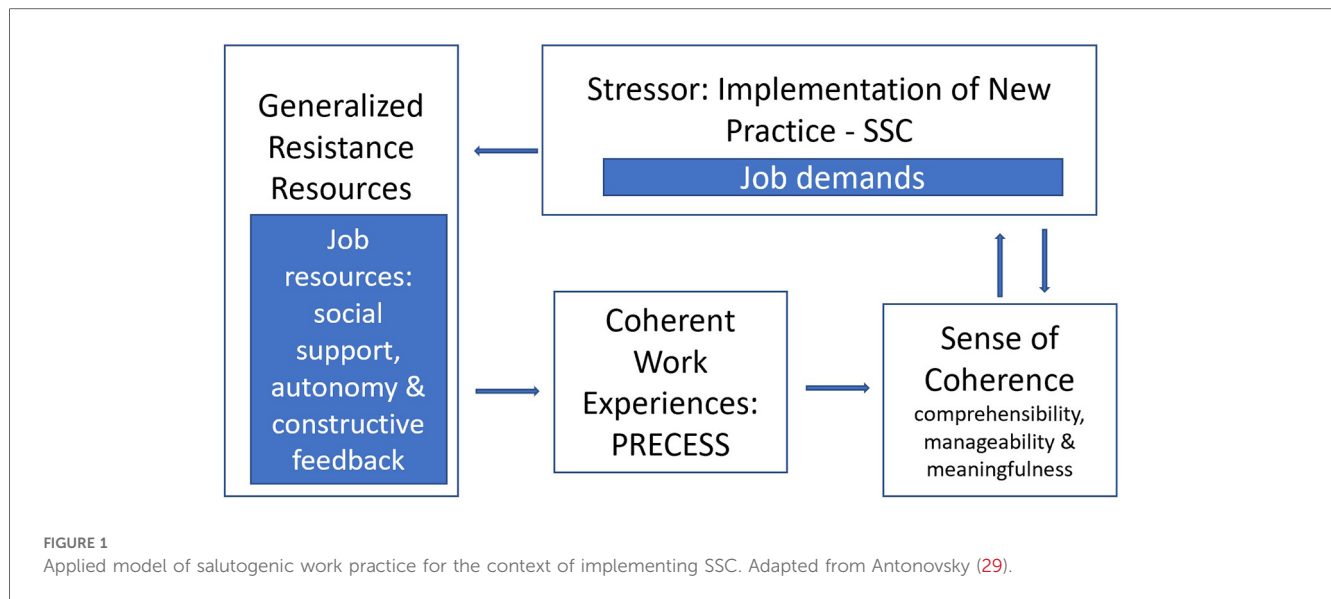 Generalized
Resistance
Resources
Job
resources:
social
support,
autonomy &
constructive
feedback
Stressor: Implementation of New
Practice - SSC
Job demands
Coherent
Work
Experiences:
PRECESS
Sense of
Coherence
comprehensibility,
manageability &
meaningfulness
FIGURE 1
Applied model of salutogenic work practice for the context of implementing SSC. Adapted from Antonovsky (29).